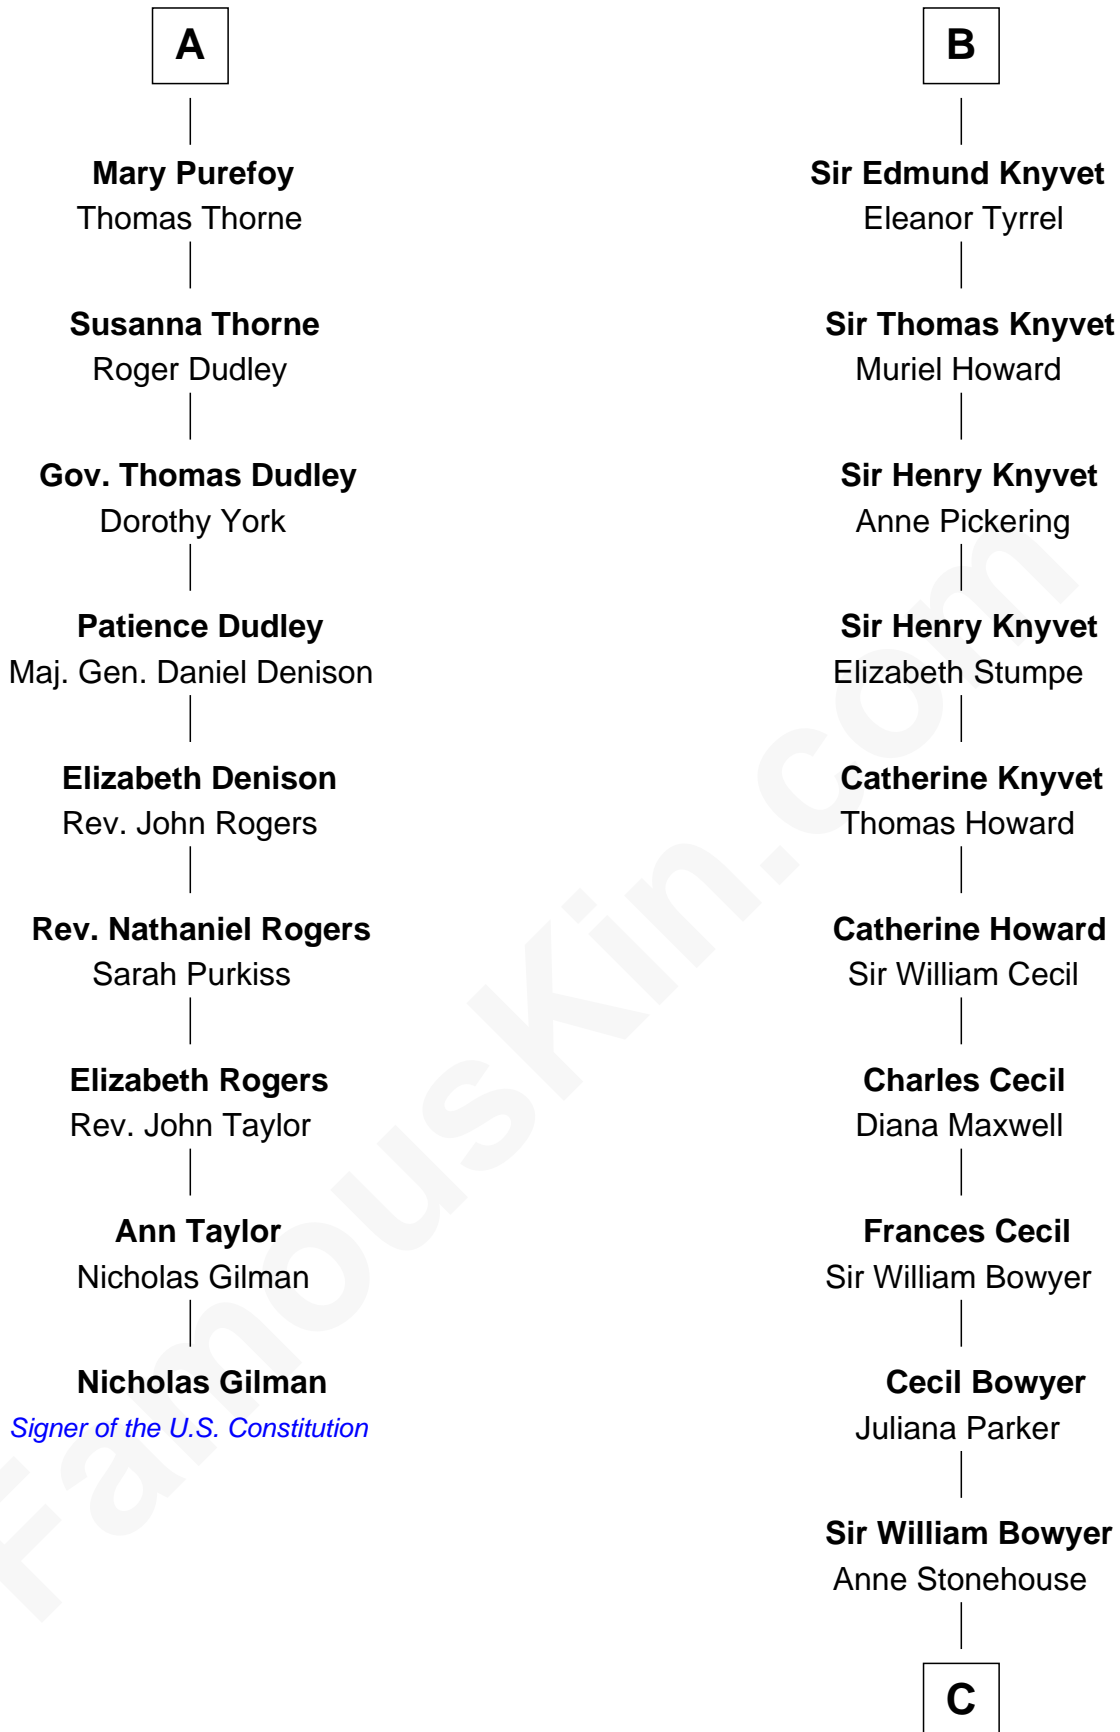 A
Mary Purefoy
Thomas Thorne
Susanna Thorne
Roger Dudley
Gov. Thomas Dudley
Dorothy York
Patience Dudley
Maj. Gen. Daniel Denison
Elizabeth Denison
Rev. John Rogers
Rev. Nathaniel Rogers
Sarah Purkiss
Elizabeth Rogers
Rev. John Taylor
Ann Taylor
Nicholas Gilman
Nicholas Gilman
Signer of the U.S. Constitution
B
Sir Edmund Knyvet
Eleanor Tyrrel
Sir Thomas Knyvet
Muriel Howard
Sir Henry Knyvet
Anne Pickering
Sir Henry Knyvet
Elizabeth Stumpe
Catherine Knyvet
Thomas Howard
Catherine Howard
Sir William Cecil
Charles Cecil
Diana Maxwell
Frances Cecil
Sir William Bowyer
Cecil Bowyer
Juliana Parker
Sir William Bowyer
Anne Stonehouse
C
FamousKin.com